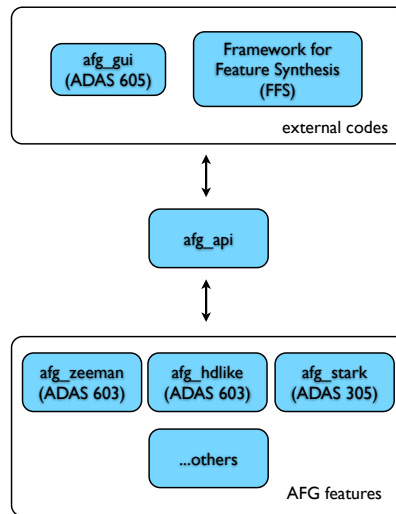 afg_gui
(ADAS 605)
Framework for
Feature Synthesis
(FFS)
external codes
afg_api
afg_zeeman
(ADAS 603)
afg_hdlike
(ADAS 603)
afg_stark
(ADAS 305)
...others
AFG features